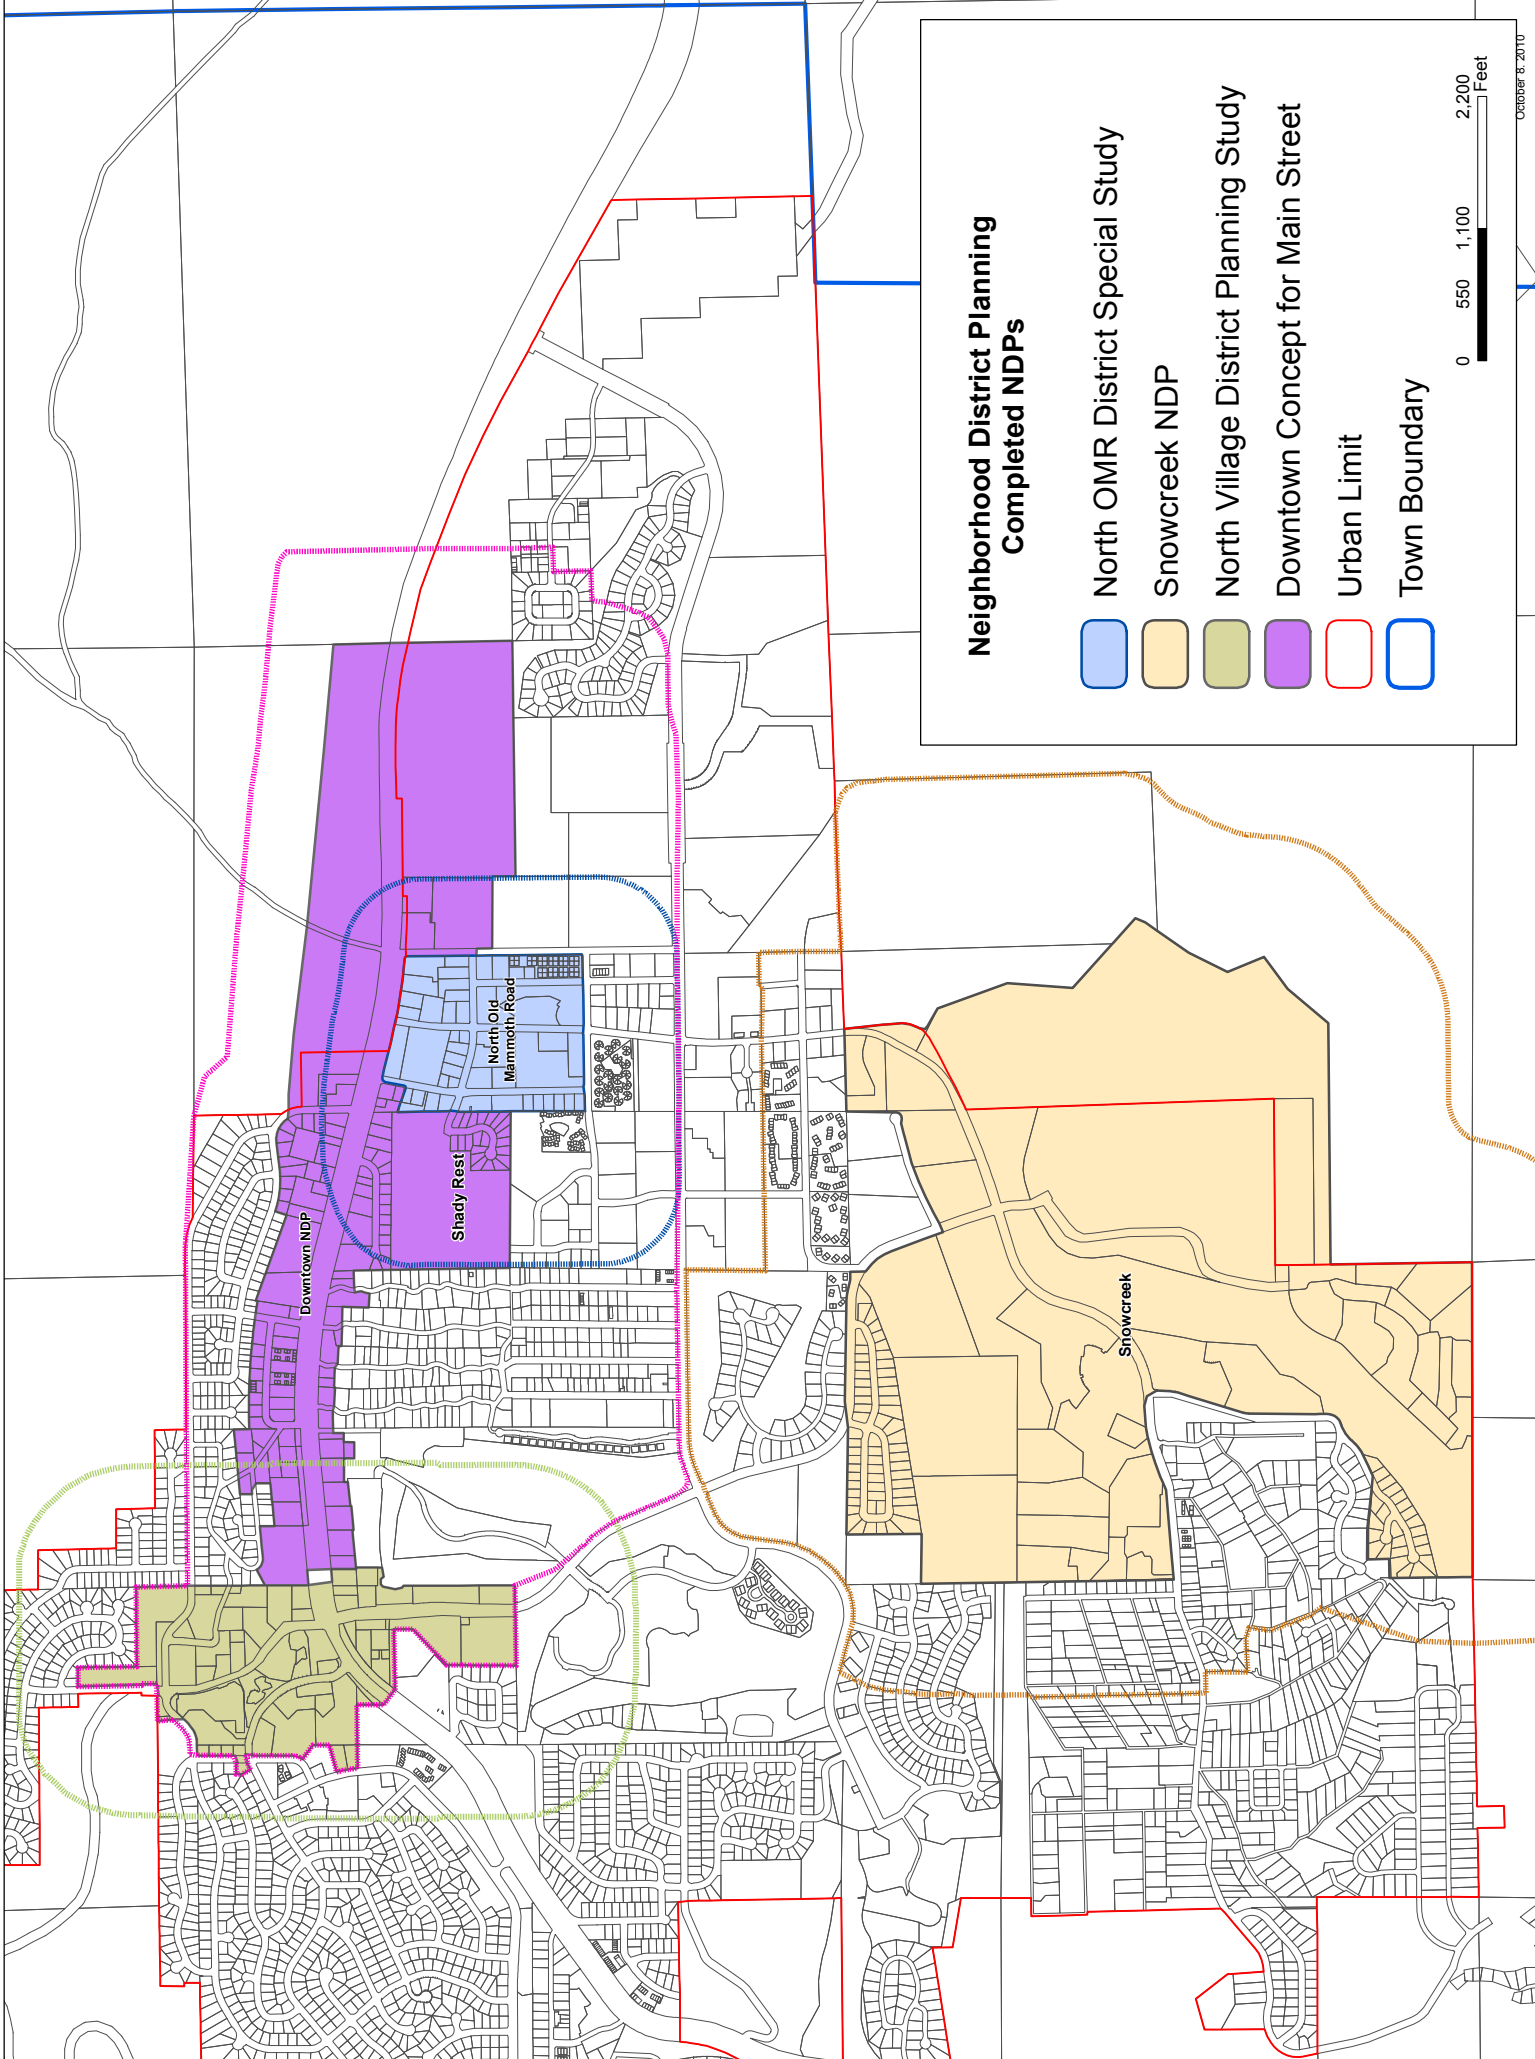 Neighborhood District Planning
Completed NDPs
North OMR District Special Study
Snowcreek NDP
North Village District Planning Study
Downtown Concept for Main Street
Urban Limit
Town Boundary
0 550 1,100 2,200
Feet
October 8, 2010
Downtown NDP
Shady Rest
North Old
Mammoth Road
Snowcreek